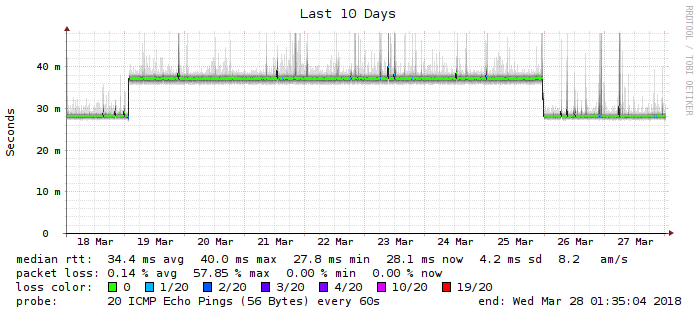 Last 10 Days
RRDTOOL / TOBI OETIKER
Seconds
40 m
30 m
20 m
10 m
0
18 Mar 19 Mar 20 Mar 21 Mar 22 Mar 23 Mar 24 Mar 25 Mar 26 Mar 27 Mar
median rtt: 34.4 ms avg 40.0 ms max 27.8 ms min 28.1 ms now 4.2 ms sd 8.2 am/s
packet loss: 0.14 % avg 57.85 % max 0.00 % min 0.00 % now
loss color: 0 1/20 2/20 3/20 4/20 10/20 19/20
probe: 20 ICMP Echo Pings (56 Bytes) every 60s end: Wed Mar 28 01:35:04 2018